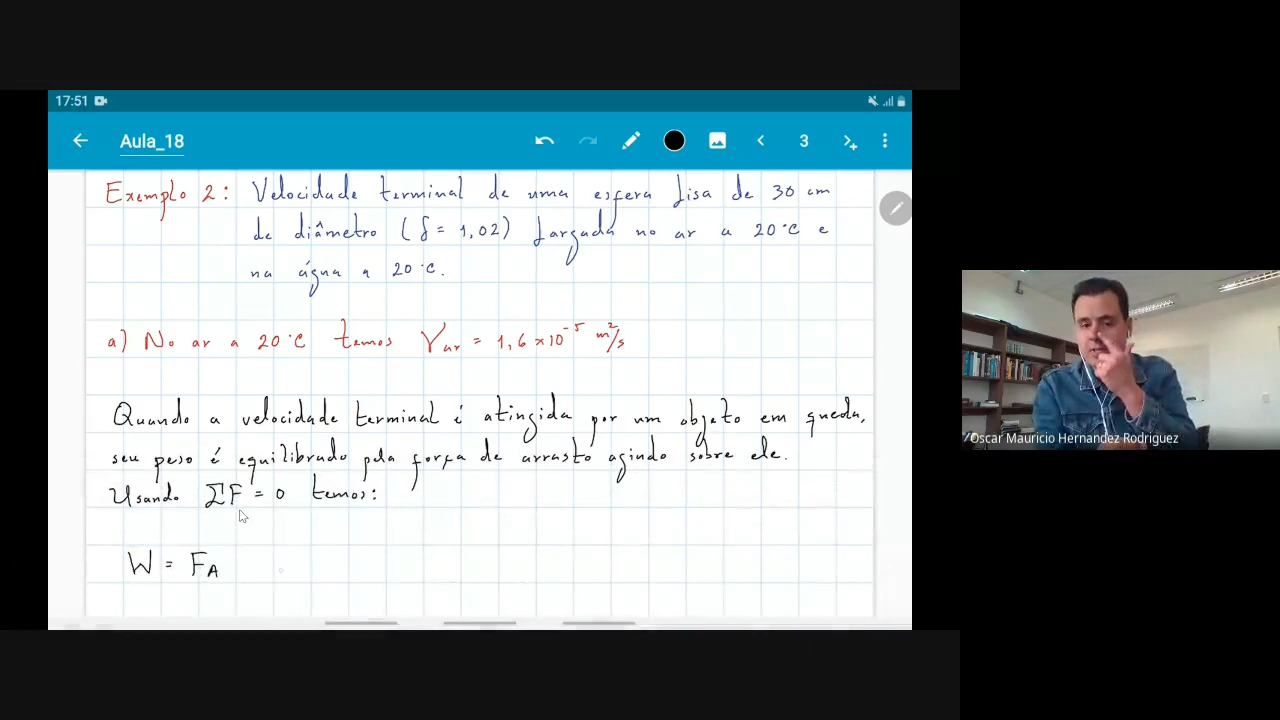 17:51
Aula_18
3
Exemplo 2: Velocidade terminal de uma esfera lisa de 30 cm
de diâmetro (δ = 1,02) largada no ar a 20°C e
na água a 20°C.
a) No ar a 20°C temos γar = 1,6 x 10⁻⁵ m²/s
Quando a velocidade terminal é atingida por um objeto em queda,
seu peso é equilibrado pela força de arrasto agindo sobre ele.
Usando ΣF = 0 temos:
W = FA
Oscar Mauricio Hernandez Rodriguez